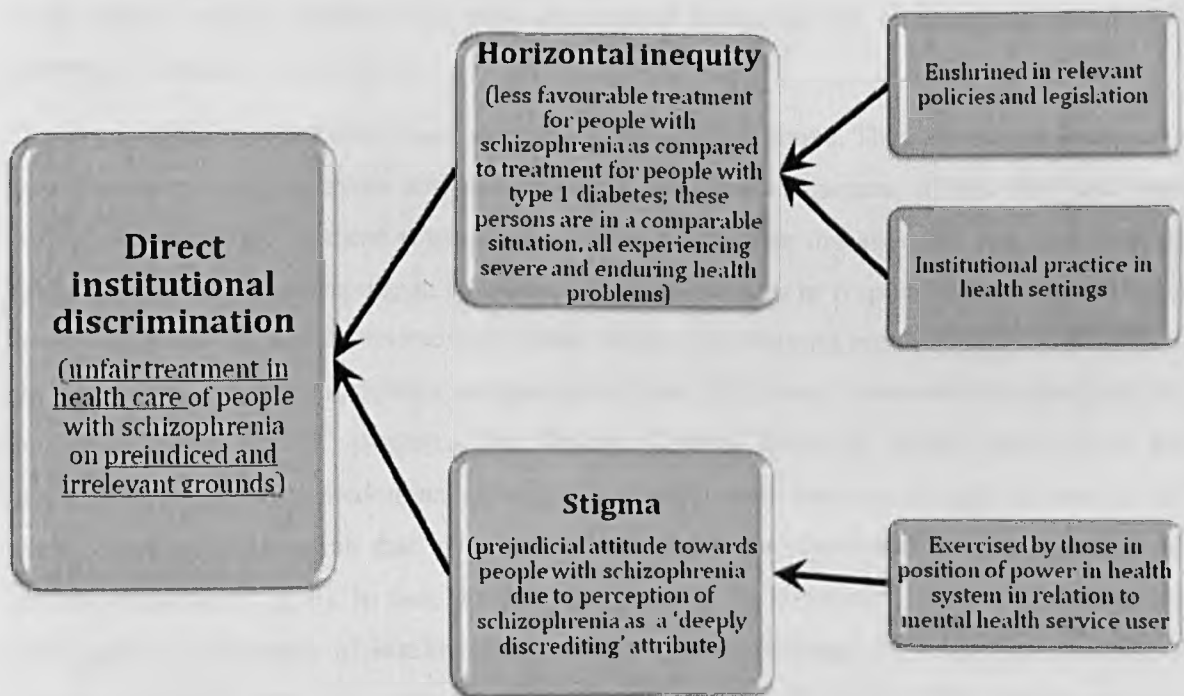 Direct
institutional
discrimination
(unfair treatment in
health care of people
with schizophrenia
on prejudiced and
irrelevant grounds)
Horizontal inequity
(less favourable treatment
for people with
schizophrenia as compared
to treatment for people with
type 1 diabetes; these
persons are in a comparable
situation, all experiencing
severe and enduring health
problems)
Stigma
(prejudicial attitude towards
people with schizophrenia
due to perception of
schizophrenia as a 'deeply
discrediting' attribute)
Enshrined in relevant
policies and legislation
Institutional practice in
health settings
Exercised by those in
position of power in health
system in relation to
mental health service user